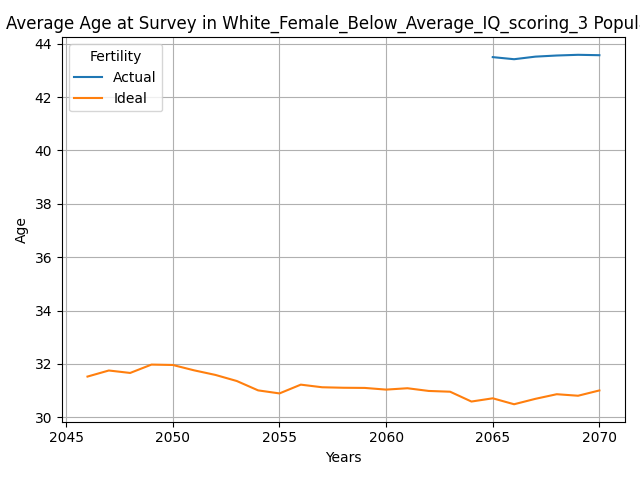 Average Age at Survey in White_Female_Below_Average_IQ_scoring_3 Popul
44
42
40
38
36
34
32
30
Age
Fertility
Actual
Ideal
2045 2050 2055 2060 2065 2070
Years